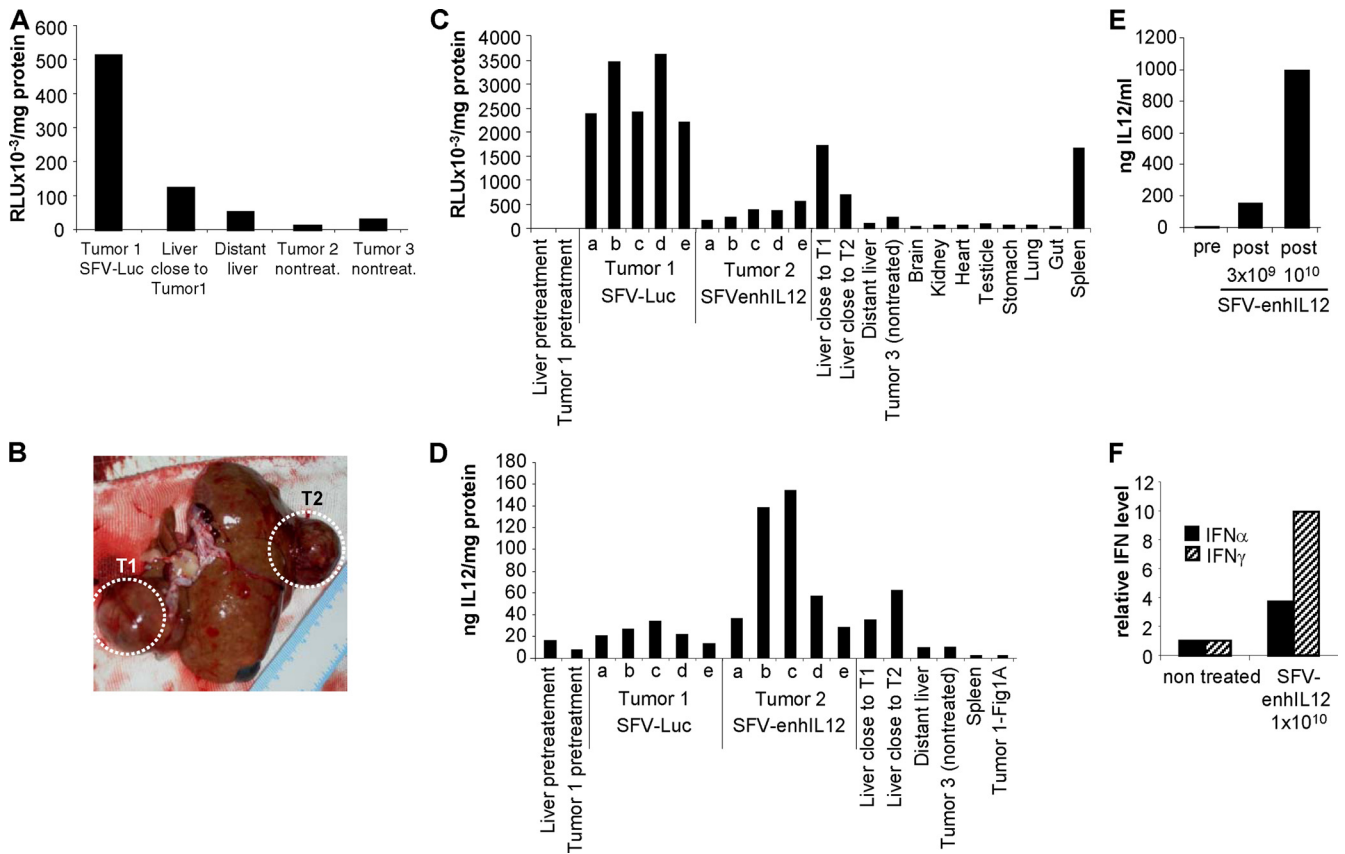 A
RLUx10-3/mg protein
600
500
400
300
200
100
0
Tumor 1
SFV-Luc
Liver
close to
Tumor1
Distant
liver
Tumor 2
nontreat.
Tumor 3
nontreat.
B
T1
T2
C
RLUx10-3/mg protein
4000
3500
3000
2500
2000
1500
1000
500
0
Liver pretreatment
Tumor 1 pretreatment
a b c d e
Tumor 1
SFV-Luc
a b c d e
Tumor 2
SFVenhIL12
Liver close to T1
Liver close to T2
Distant liver
Tumor 3 (nontreated)
Brain
Kidney
Heart
Testicle
Stomach
Lung
Gut
Spleen
D
ng IL12/mg protein
180
160
140
120
100
80
60
40
20
0
Liver pretreatement
Tumor 1 pretreatment
a b c d e
Tumor 1
SFV-Luc
a b c d e
Tumor 2
SFV-enhIL12
Liver close to T1
Liver close to T2
Distant liver
Tumor 3 (nontreated)
Spleen
Tumor 1-Fig1A
E
ng IL12/ml
1200
1000
800
600
400
200
0
pre
post
3x10⁹
post
10¹⁰
SFV-enhIL12
F
relative IFN level
12
10
8
6
4
2
0
IFNα
IFNγ
non treated
SFV-
enhIL12
1x10¹⁰